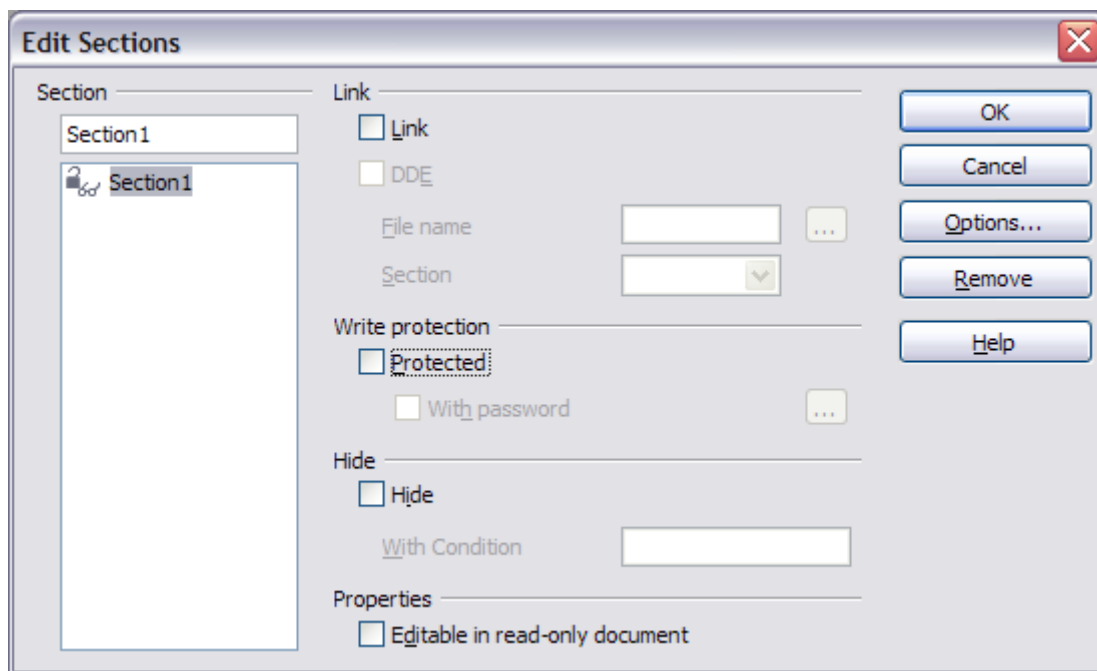 Edit Sections
Section
Section1
Section1
Link
Link
DDE
File name
...
Section
Write protection
Protected
With password
...
Hide
Hide
With Condition
Properties
Editable in read-only document
OK
Cancel
Options...
Remove
Help